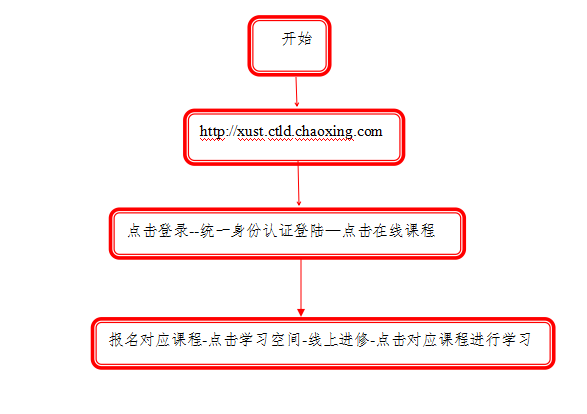 开始
http://xust.ctld.chaoxing.com
点击登录--统一身份认证登陆—点击在线课程
报名对应课程-点击学习空间-线上进修-点击对应课程进行学习